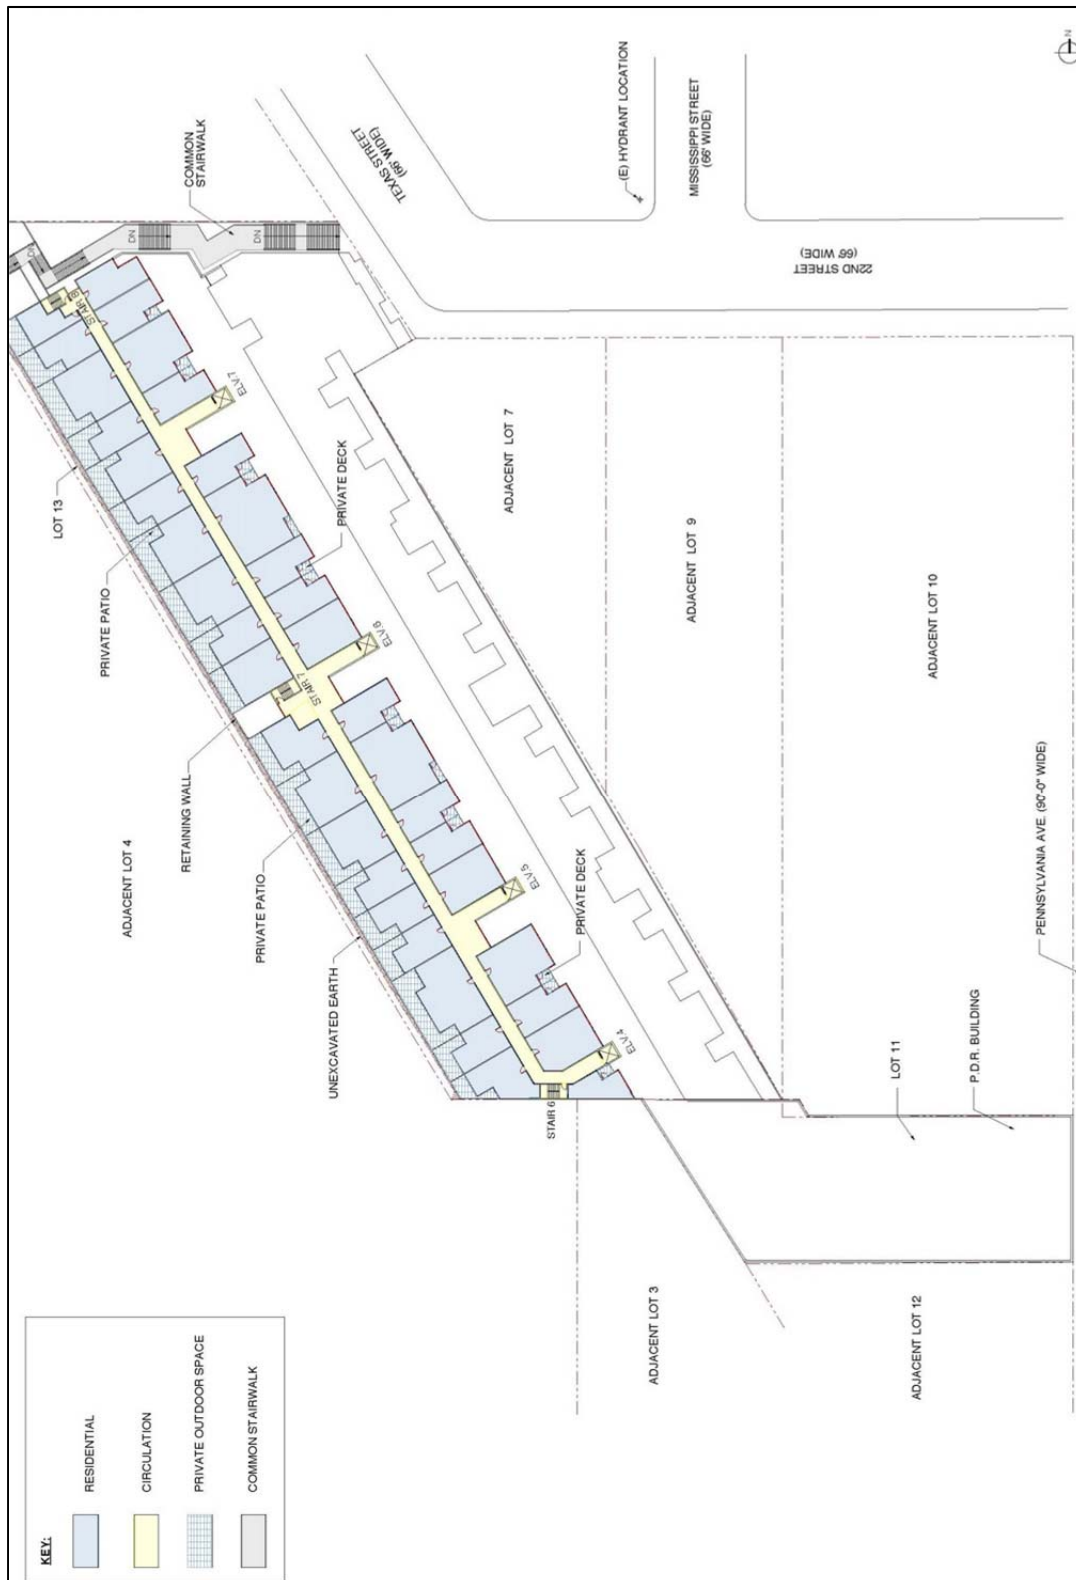 N
(E) HYDRANT LOCATION
MISSISSIPPI STREET
(66' WIDE)
TEXAS STREET
(66' WIDE)
22ND STREET
(66' WIDE)
COMMON
STAIRWALK
DN
DN
DN
STAIR 8
ELV.7
LOT 13
PRIVATE PATIO
PRIVATE DECK
ELV.6
STAIR 7
RETAINING WALL
ADJACENT LOT 4
PRIVATE PATIO
UNEXCAVATED EARTH
ELV.5
PRIVATE DECK
ELV.4
STAIR 6
ADJACENT LOT 7
ADJACENT LOT 9
ADJACENT LOT 10
PENNSYLVANIA AVE. (90'-0" WIDE)
LOT 11
P.D.R. BUILDING
ADJACENT LOT 3
ADJACENT LOT 12
KEY:
RESIDENTIAL
CIRCULATION
PRIVATE OUTDOOR SPACE
COMMON STAIRWALK